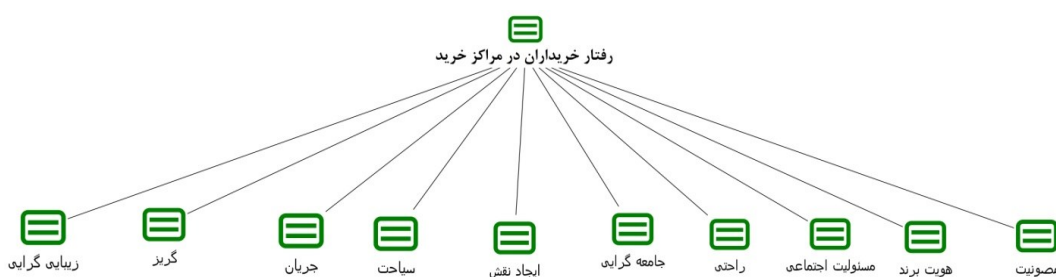 رفتار خریداران در مراکز خرید
زیبایی گرایی
گریز
جریان
سیاحت
ایجاد نقش
جامعه گرایی
راحتی
مسئولیت اجتماعی
هویت برند
مصونیت